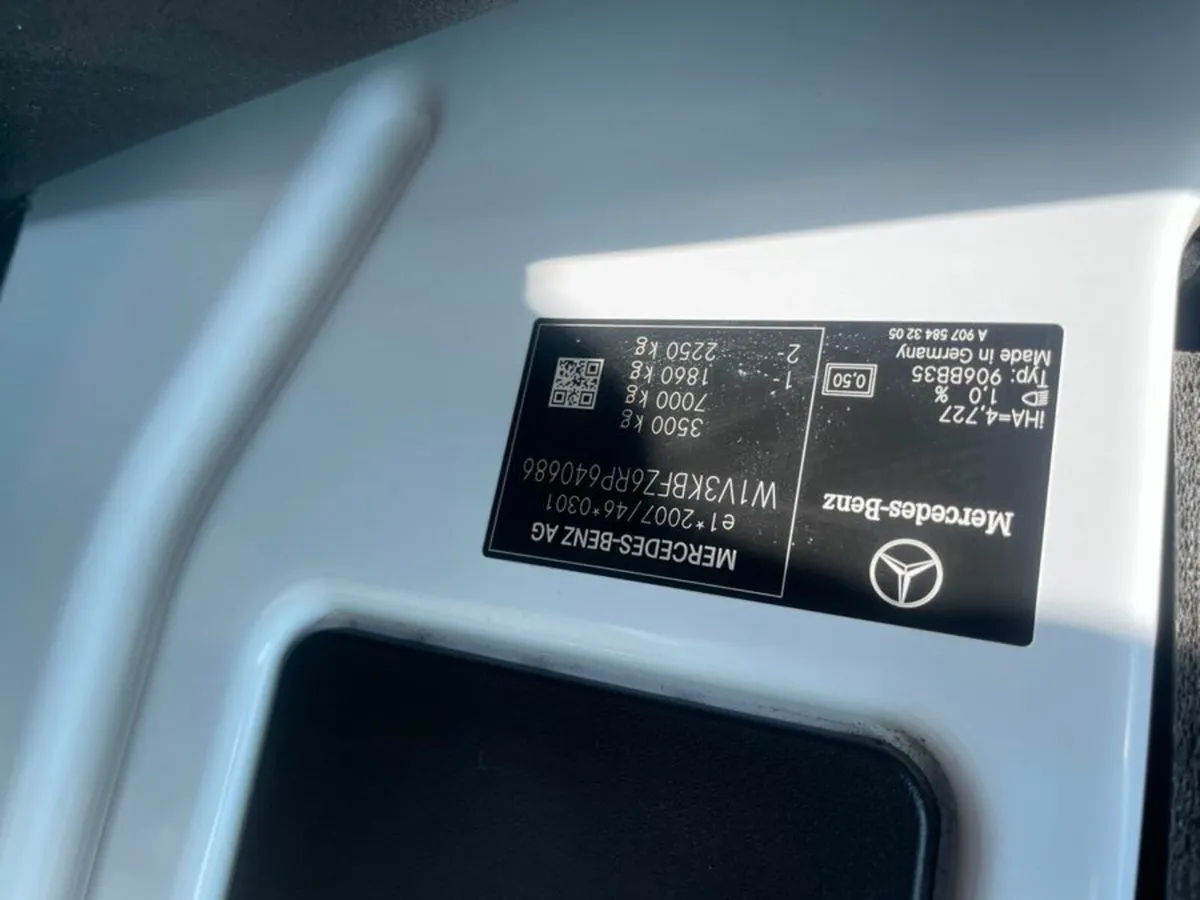 Mercedes-Benz
iHA=4,727
1,0 %
Typ: 906BB35
Made in Germany
A 907 584 32 05
0,50
MERCEDES-BENZ AG
e1*2007/46*0301
W1V3KBFZ6RP640686
3500 kg
7000 kg
1- 1860 kg
2- 2250 kg